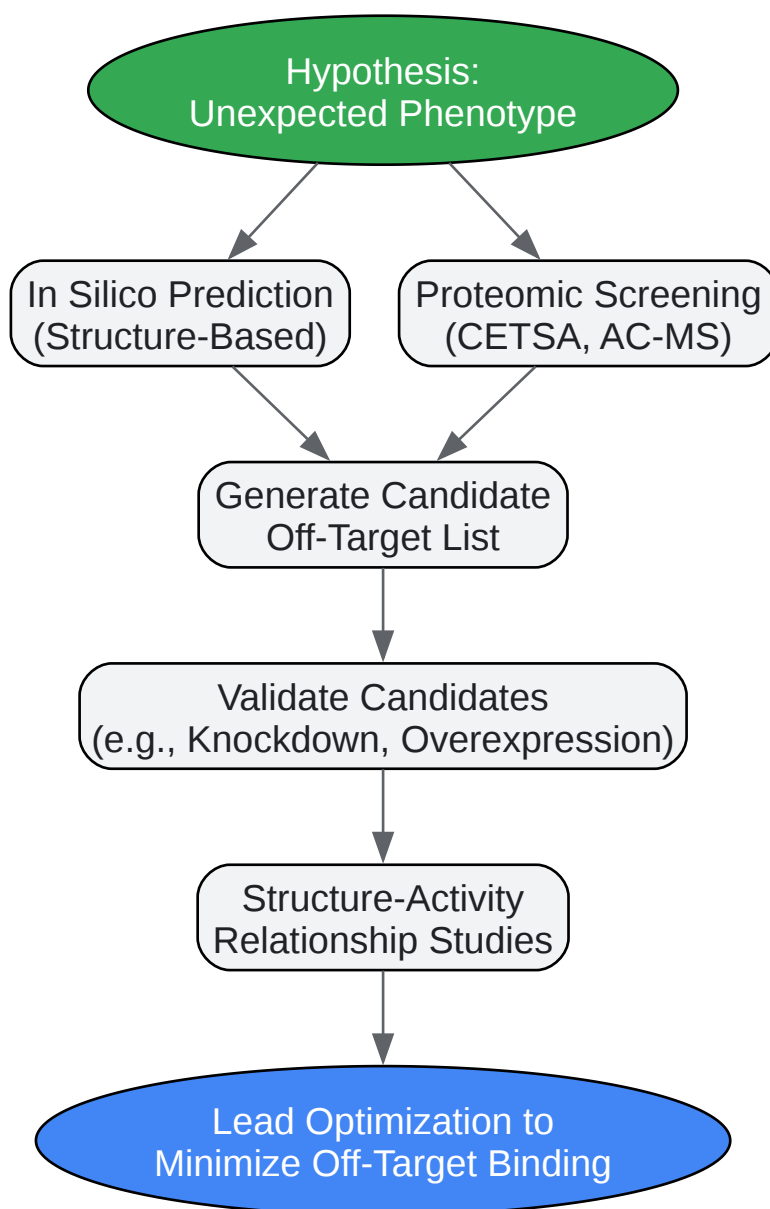 Hypothesis:
Unexpected Phenotype
In Silico Prediction
(Structure-Based)
Proteomic Screening
(CETSA, AC-MS)
Generate Candidate
Off-Target List
Validate Candidates
(e.g., Knockdown, Overexpression)
Structure-Activity
Relationship Studies
Lead Optimization to
Minimize Off-Target Binding